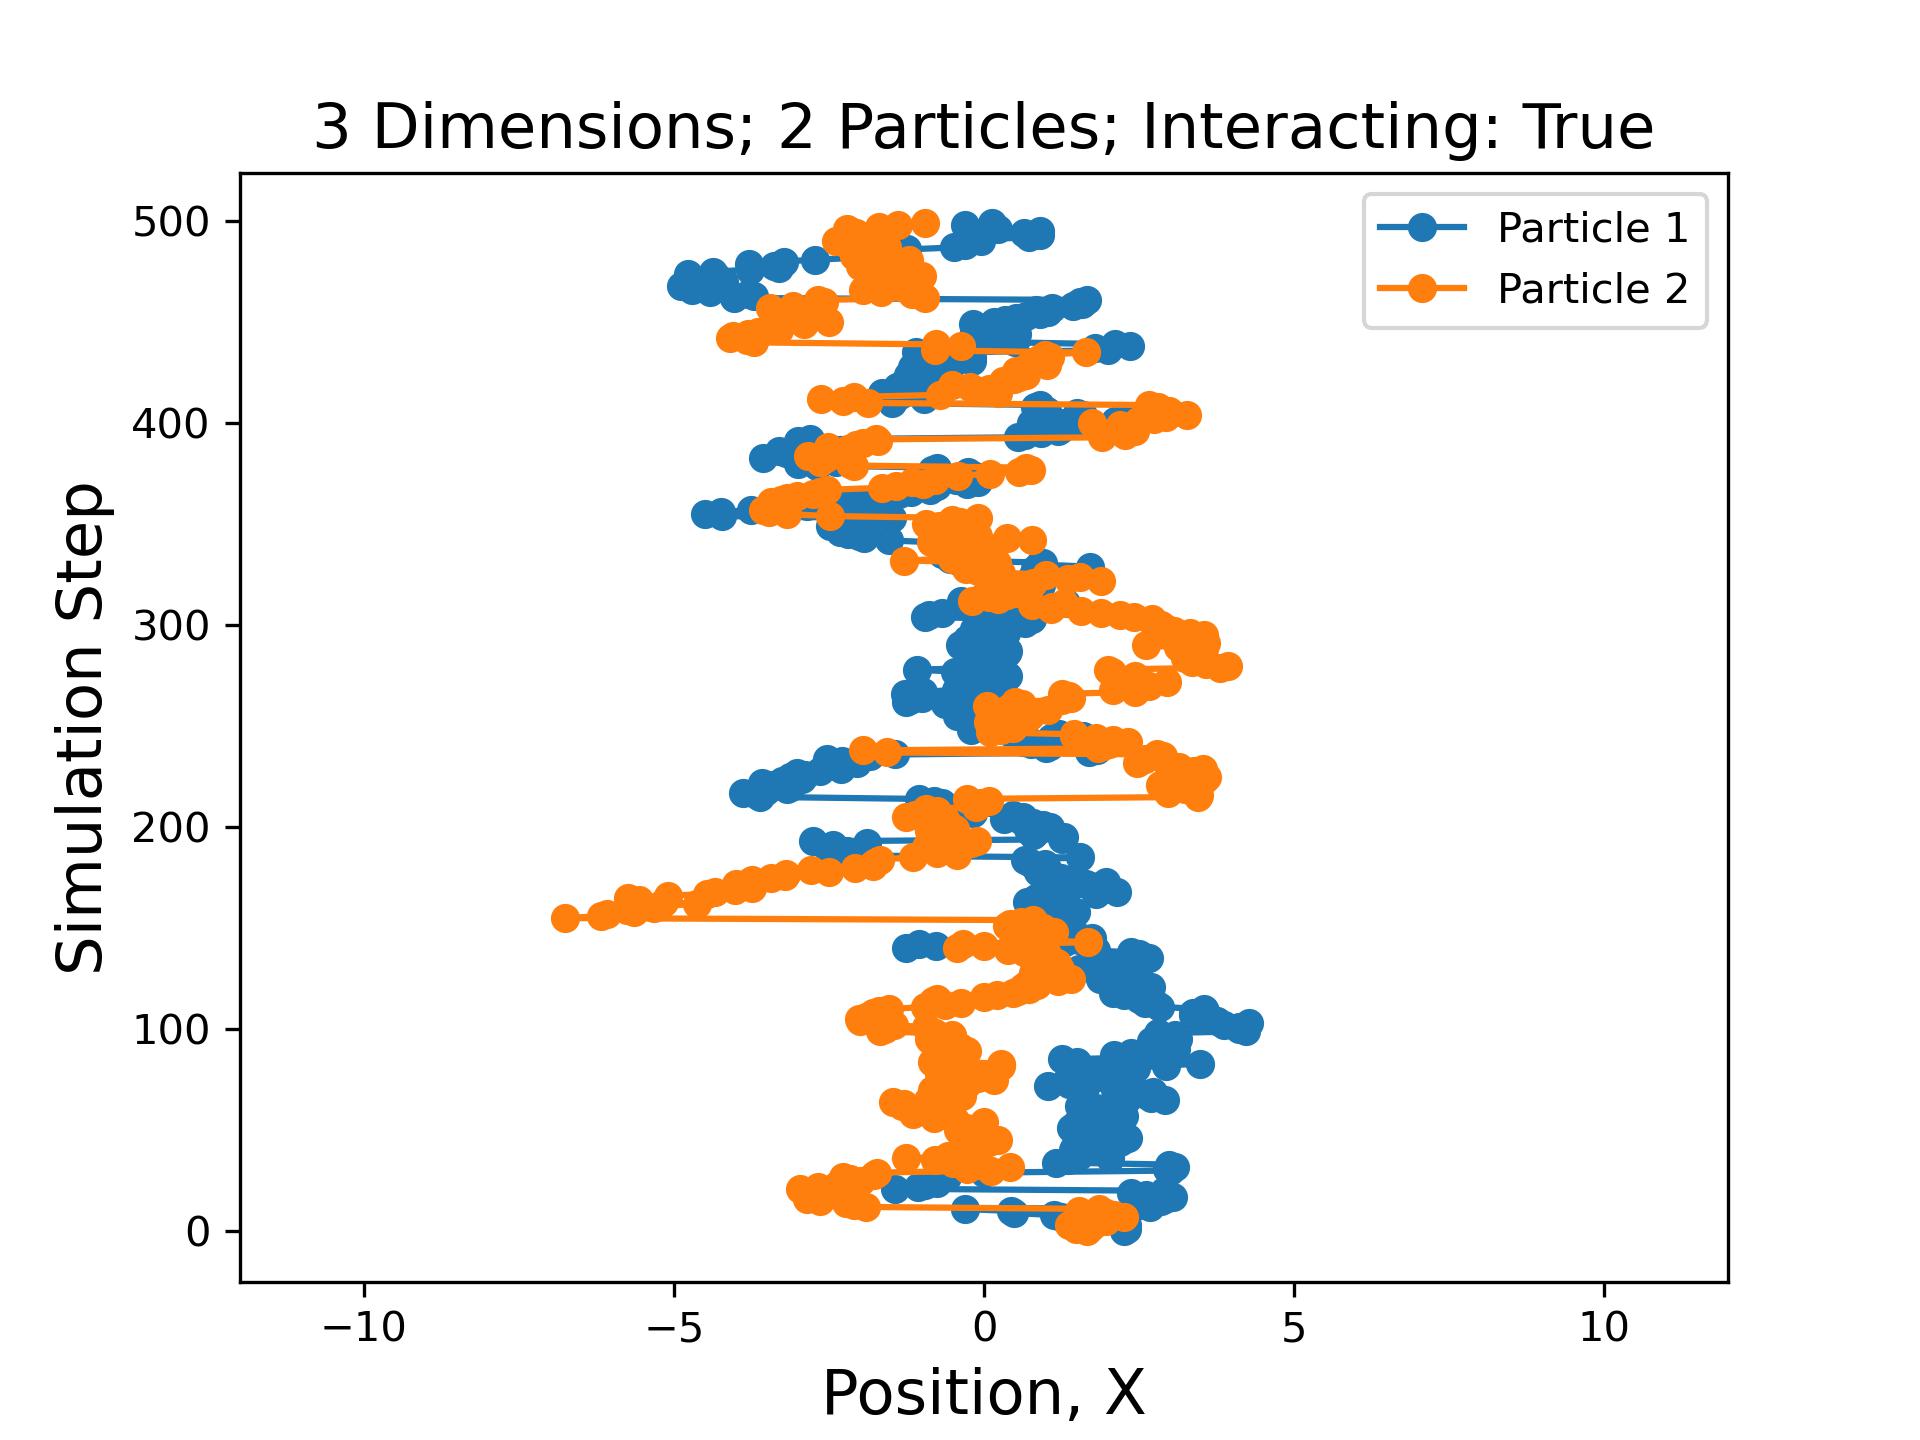 3 Dimensions; 2 Particles; Interacting: True
Particle 1
Particle 2
500
400
300
200
100
0
Simulation Step
−10
−5
0
5
10
Position, X